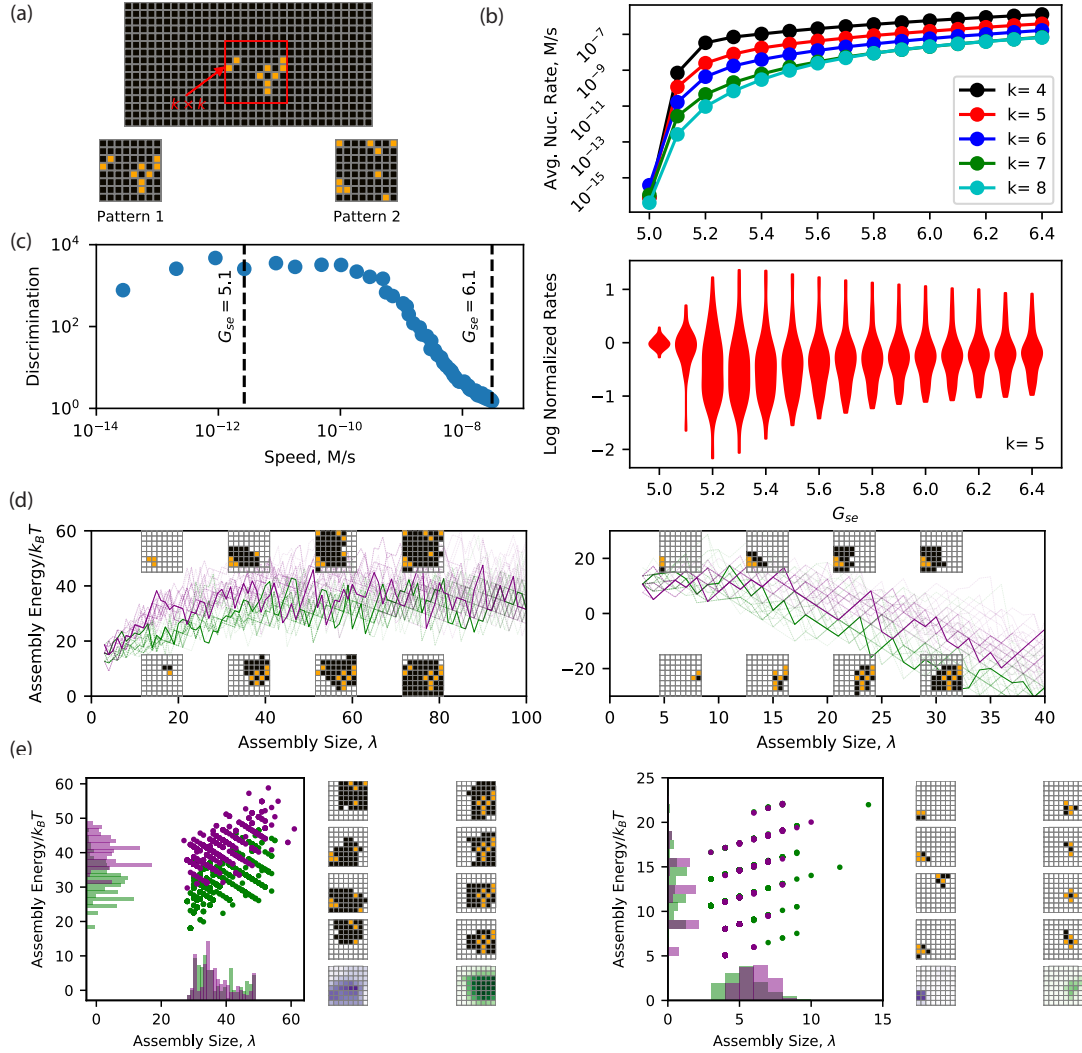 (a)
k × k
Pattern 1
Pattern 2
(b)
Avg. Nuc. Rate, M/s
10⁻⁷
10⁻⁹
10⁻¹¹
10⁻¹³
10⁻¹⁵
k= 4
k= 5
k= 6
k= 7
k= 8
5.0 5.2 5.4 5.6 5.8 6.0 6.2 6.4
Log Normalized Rates
1
0
−1
−2
k= 5
5.0 5.2 5.4 5.6 5.8 6.0 6.2 6.4
G_se
(c)
Discrimination
10⁴
10²
10⁰
G_se = 5.1
G_se = 6.1
10⁻¹⁴ 10⁻¹² 10⁻¹⁰ 10⁻⁸
Speed, M/s
(d)
Assembly Energy/k_BT
60
40
20
0
0 20 40 60 80 100
Assembly Size, λ
20
0
−20
0 5 10 15 20 25 30 35 40
Assembly Size, λ
(e)
Assembly Energy/k_BT
60
50
40
30
20
10
0
0 20 40 60
Assembly Size, λ
Assembly Energy/k_BT
25
20
15
10
5
0
0 5 10 15
Assembly Size, λ